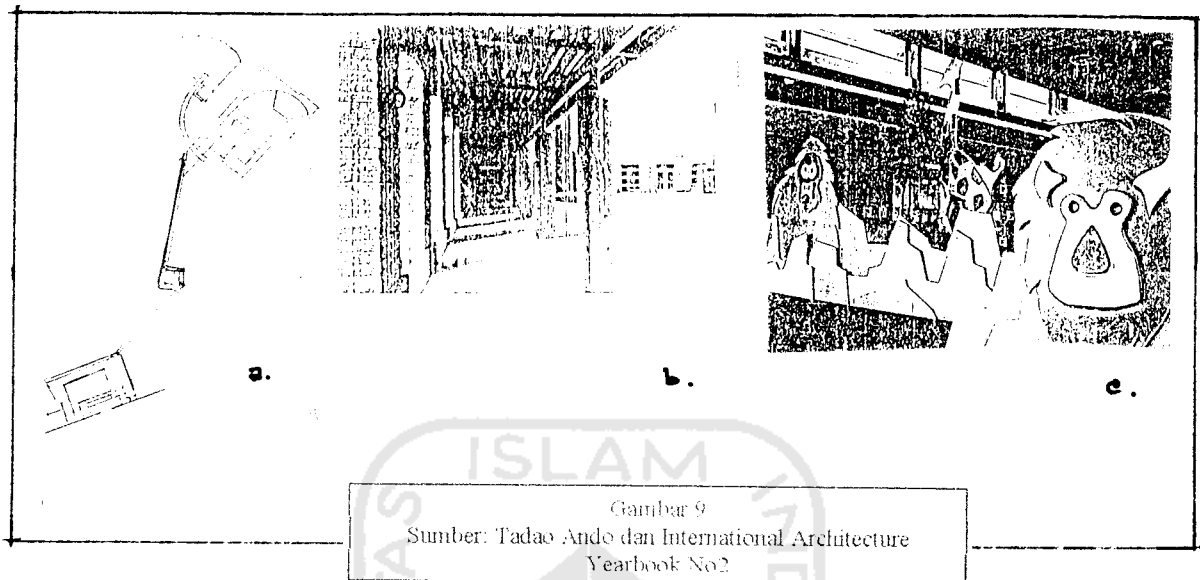 a.
b.
c.
ISLAM
Gambar 9
Sumber: Tadao Ando dan International Architecture
Yearbook No2